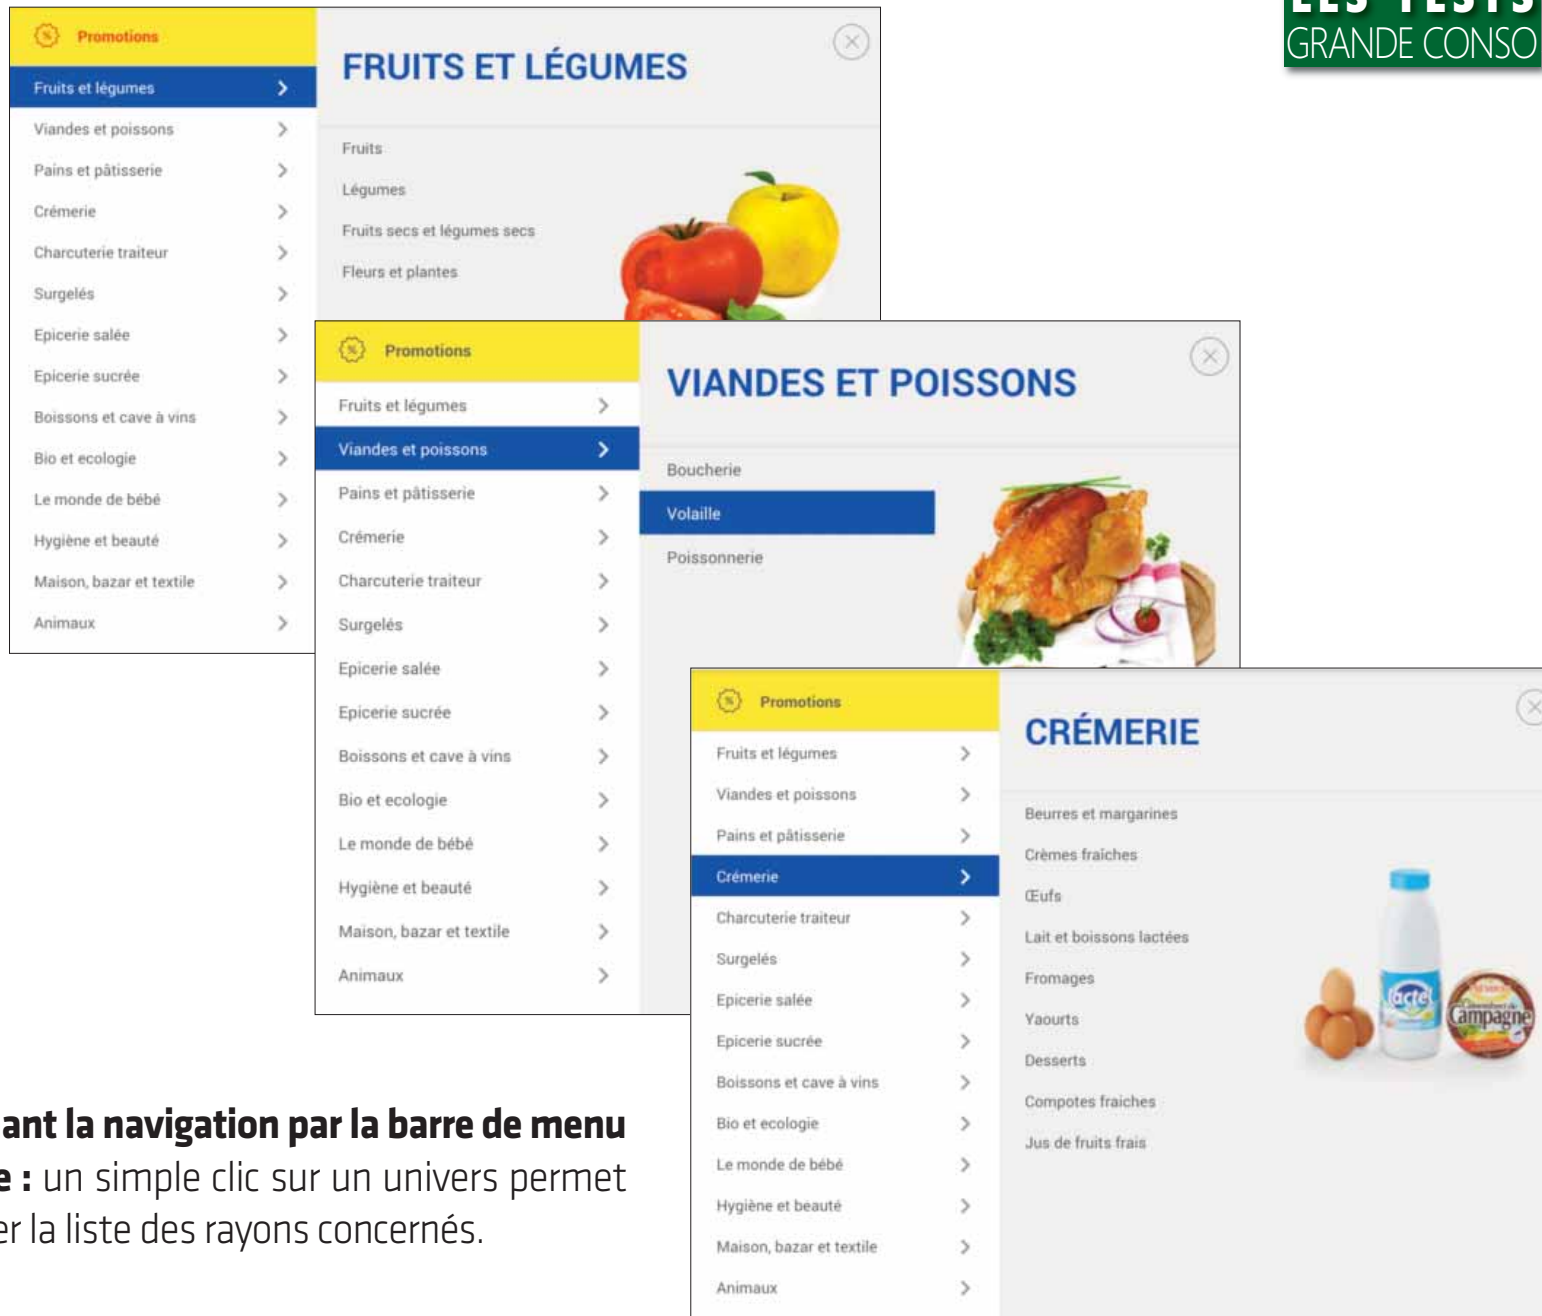 LES TESTS
GRANDE CONSO
Promotions
Fruits et légumes
Viandes et poissons
Pains et pâtisserie
Crémerie
Charcuterie traiteur
Surgelés
Epicerie salée
Epicerie sucrée
Boissons et cave à vins
Bio et ecologie
Le monde de bébé
Hygiène et beauté
Maison, bazar et textile
Animaux
FRUITS ET LÉGUMES
Fruits
Légumes
Fruits secs et légumes secs
Fleurs et plantes
Promotions
Fruits et légumes
Viandes et poissons
Pains et pâtisserie
Crémerie
Charcuterie traiteur
Surgelés
Epicerie salée
Epicerie sucrée
Boissons et cave à vins
Bio et ecologie
Le monde de bébé
Hygiène et beauté
Maison, bazar et textile
Animaux
VIANDES ET POISSONS
Boucherie
Volaille
Poissonnerie
Promotions
Fruits et légumes
Viandes et poissons
Pains et pâtisserie
Crémerie
Charcuterie traiteur
Surgelés
Epicerie salée
Epicerie sucrée
Boissons et cave à vins
Bio et ecologie
Le monde de bébé
Hygiène et beauté
Maison, bazar et textile
Animaux
CRÉMERIE
Beurres et margarines
Crèmes fraîches
Œufs
Lait et boissons lactées
Fromages
Yaourts
Desserts
Compotes fraiches
Jus de fruits frais
lactel
Campagne
ant la navigation par la barre de menu
e : un simple clic sur un univers permet
er la liste des rayons concernés.